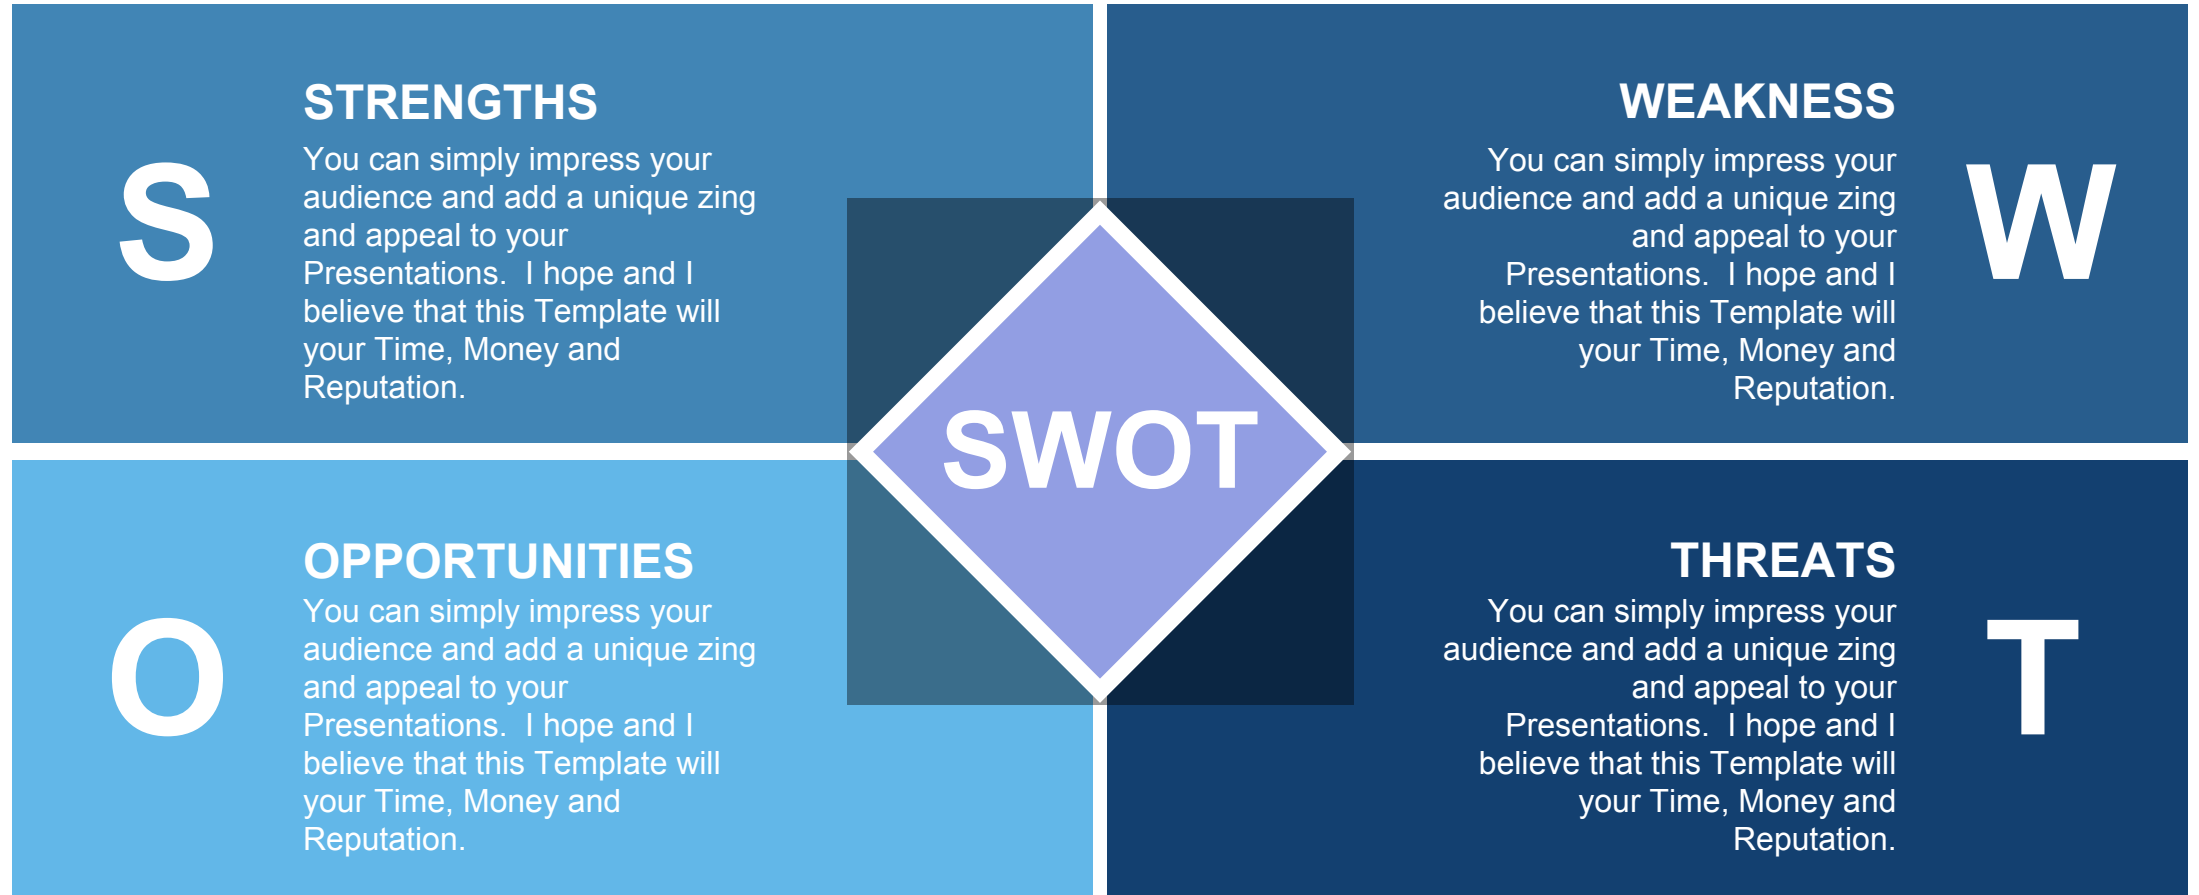 S
STRENGTHS
You can simply impress your
audience and add a unique zing
and appeal to your
Presentations.  I hope and I
believe that this Template will
your Time, Money and
Reputation.
WEAKNESS
You can simply impress your
audience and add a unique zing
and appeal to your
Presentations.  I hope and I
believe that this Template will
your Time, Money and
Reputation.
W
SWOT
O
OPPORTUNITIES
You can simply impress your
audience and add a unique zing
and appeal to your
Presentations.  I hope and I
believe that this Template will
your Time, Money and
Reputation.
THREATS
You can simply impress your
audience and add a unique zing
and appeal to your
Presentations.  I hope and I
believe that this Template will
your Time, Money and
Reputation.
T